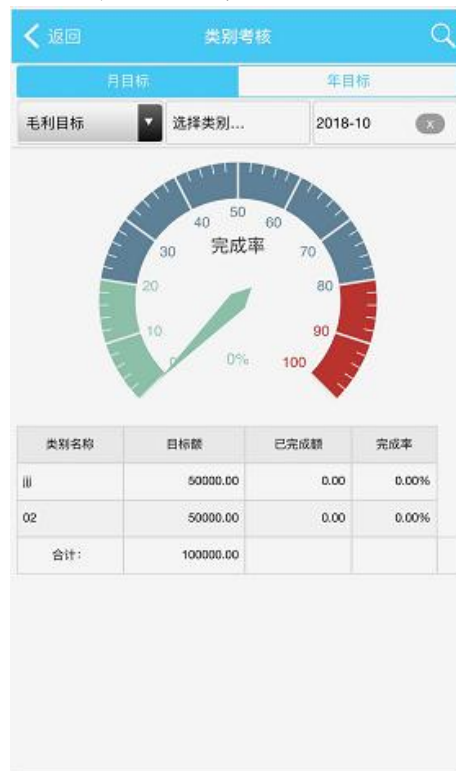 返回 类别考核
月目标 年目标
毛利目标 选择类别... 2018-10 x
50
40 60
完成率
30 70
20 80
10 90
0 0% 100
类别名称 目标额 已完成额 完成率
jjj 50000.00 0.00 0.00%
02 50000.00 0.00 0.00%
合计： 100000.00